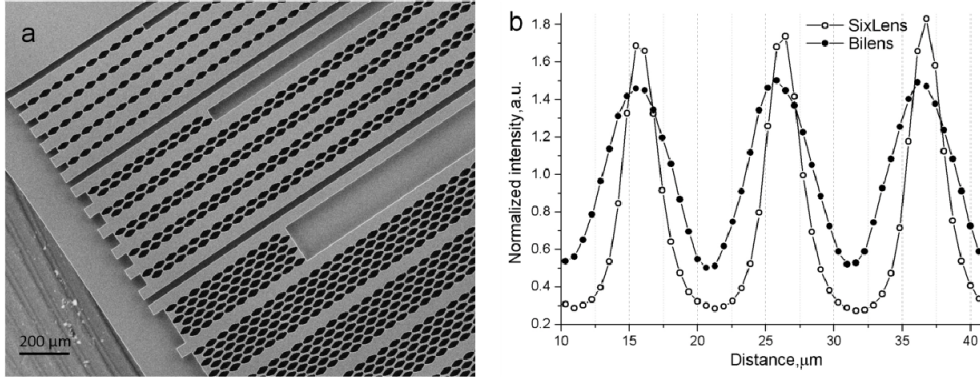 a
200 μm
b
Normalized intensity,a.u.
1.8
1.6
1.4
1.2
1.0
0.8
0.6
0.4
0.2
SixLens
Bilens
10 15 20 25 30 35 40
Distance,μm